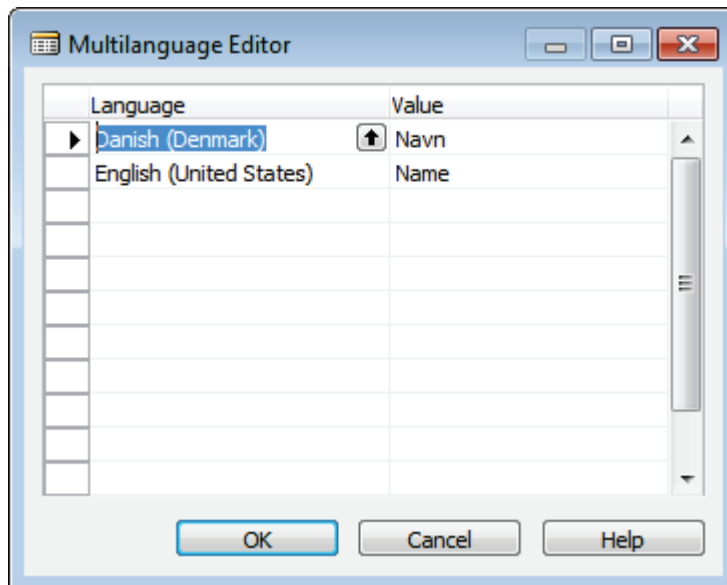 Multilanguage Editor
Language Value
Danish (Denmark) Navn
English (United States) Name
OK Cancel Help